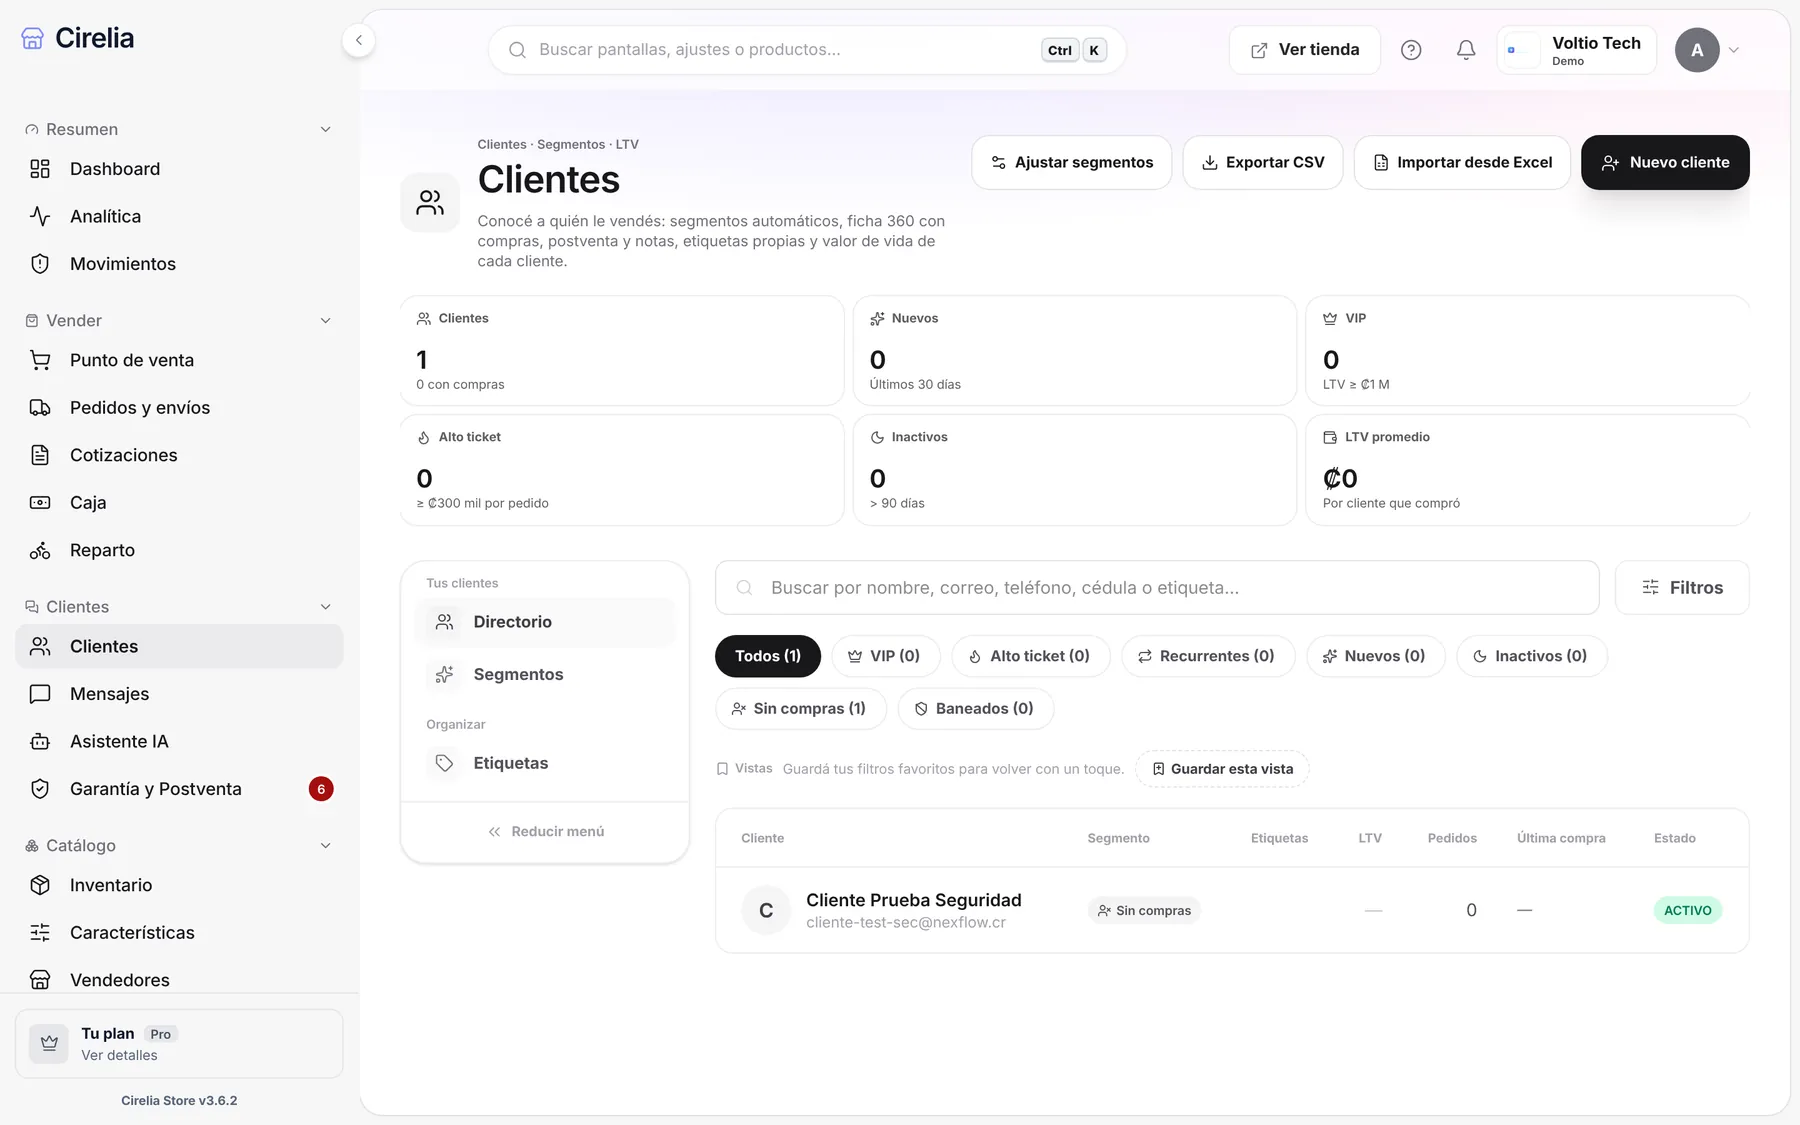 Cirelia
Buscar pantallas, ajustes o productos...
Ctrl K
Ver tienda
Voltio Tech
Demo
A
Resumen
Dashboard
Analítica
Movimientos
Vender
Punto de venta
Pedidos y envíos
Cotizaciones
Caja
Reparto
Clientes
Clientes
Mensajes
Asistente IA
Garantía y Postventa 6
Catálogo
Inventario
Características
Vendedores
Tu plan Pro
Ver detalles
Cirelia Store v3.6.2
Clientes · Segmentos · LTV
Clientes
Conocé a quién le vendés: segmentos automáticos, ficha 360 con
compras, postventa y notas, etiquetas propias y valor de vida de
cada cliente.
Ajustar segmentos
Exportar CSV
Importar desde Excel
Nuevo cliente
Clientes
1
0 con compras
Nuevos
0
Últimos 30 días
VIP
0
LTV ≥ ₡1 M
Alto ticket
0
≥ ₡300 mil por pedido
Inactivos
0
> 90 días
LTV promedio
₡0
Por cliente que compró
Tus clientes
Directorio
Segmentos
Organizar
Etiquetas
Reducir menú
Buscar por nombre, correo, teléfono, cédula o etiqueta...
Filtros
Todos (1)
VIP (0)
Alto ticket (0)
Recurrentes (0)
Nuevos (0)
Inactivos (0)
Sin compras (1)
Baneados (0)
Vistas Guardá tus filtros favoritos para volver con un toque.
Guardar esta vista
Cliente Segmento Etiquetas LTV Pedidos Última compra Estado
C
Cliente Prueba Seguridad
cliente-test-sec@nexflow.cr
Sin compras — 0 — ACTIVO